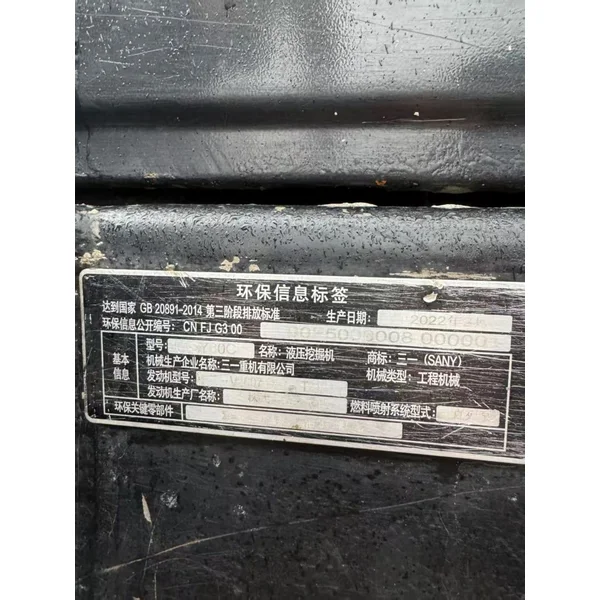 环保信息标签
达到国家 GB 20891-2014 第三阶段排放标准 生产日期: 2022年
环保信息公开编号: CN FJ G3 00
基本信息
型号: 名称: 液压挖掘机 商标: 三一 (SANY)
机械生产企业名称: 三一重机有限公司 机械类型: 工程机械
发动机型号:
发动机生产厂名称: 燃料喷射系统型式:
环保关键零部件